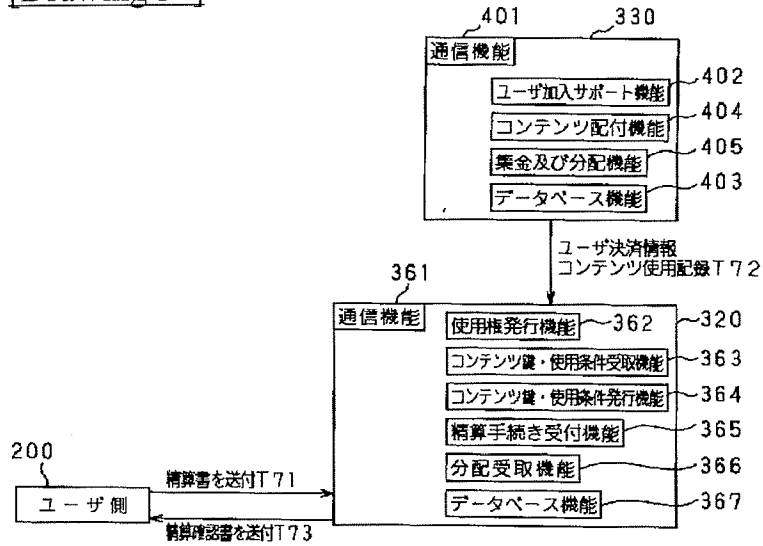 401
330
通信機能
ユーザ加入サポート機能
402
コンテンツ配付機能
404
集金及び分配機能
405
データベース機能
403
ユーザ決済情報
コンテンツ使用記録T72
361
通信機能
320
使用権発行機能
362
コンテンツ鍵・使用条件受取機能
363
コンテンツ鍵・使用条件発行機能
364
精算手続き受付機能
365
分配受取機能
366
データベース機能
367
200
ユーザ側
精算書を送付T71
精算確認書を送付T73